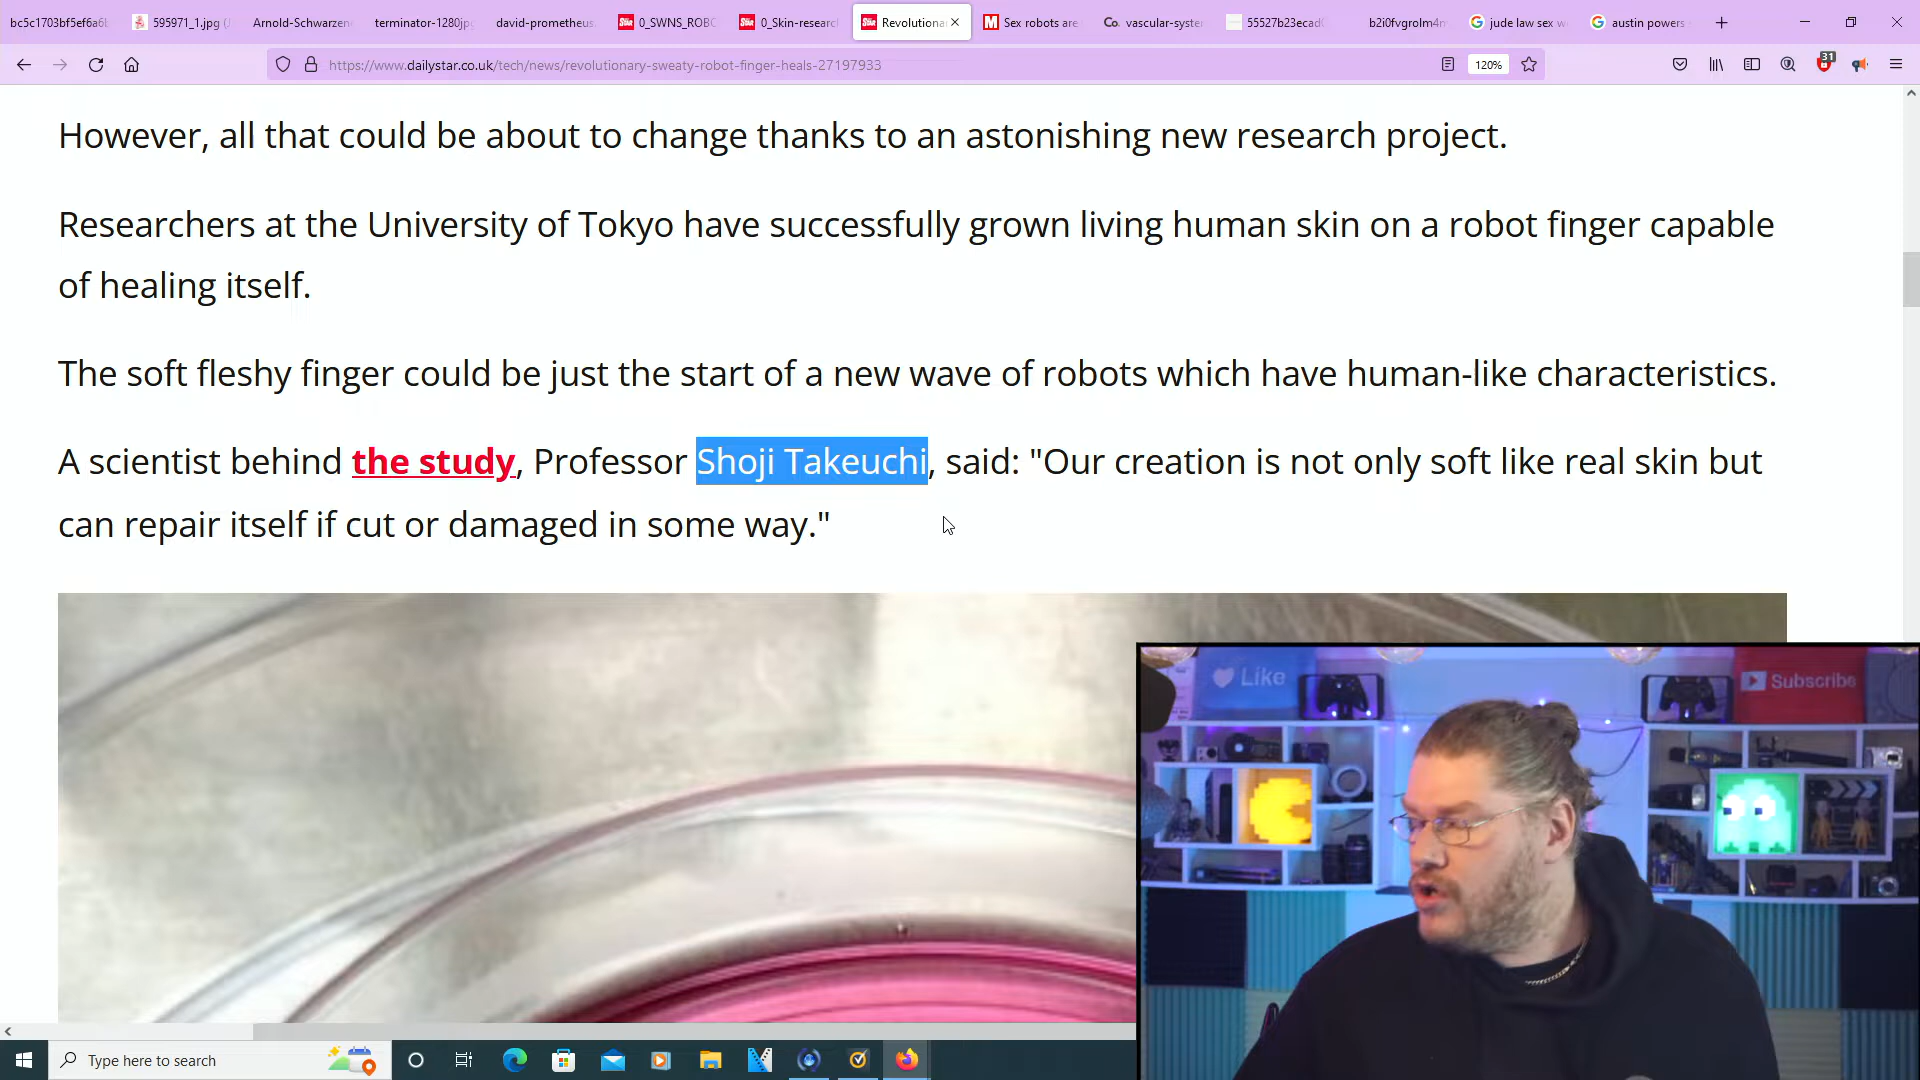 bc5c1703bf5ef6a6b
595971_1.jpg (
Arnold-Schwarzen
terminator-1280jpg
david-prometheus.
0_SWNS_ROBC
0_Skin-research
Revolutiona
Sex robots are
vascular-syste
55527b23ecad
b2i0fvgrolm4m
jude law sex w
austin powers
https://www.dailystar.co.uk/tech/news/revolutionary-sweaty-robot-finger-heals-27197933
120%
31
However, all that could be about to change thanks to an astonishing new research project.
Researchers at the University of Tokyo have successfully grown living human skin on a robot finger capable
of healing itself.
The soft fleshy finger could be just the start of a new wave of robots which have human-like characteristics.
A scientist behind the study, Professor Shoji Takeuchi, said: "Our creation is not only soft like real skin but
can repair itself if cut or damaged in some way."
Like
Subscribe
Type here to search